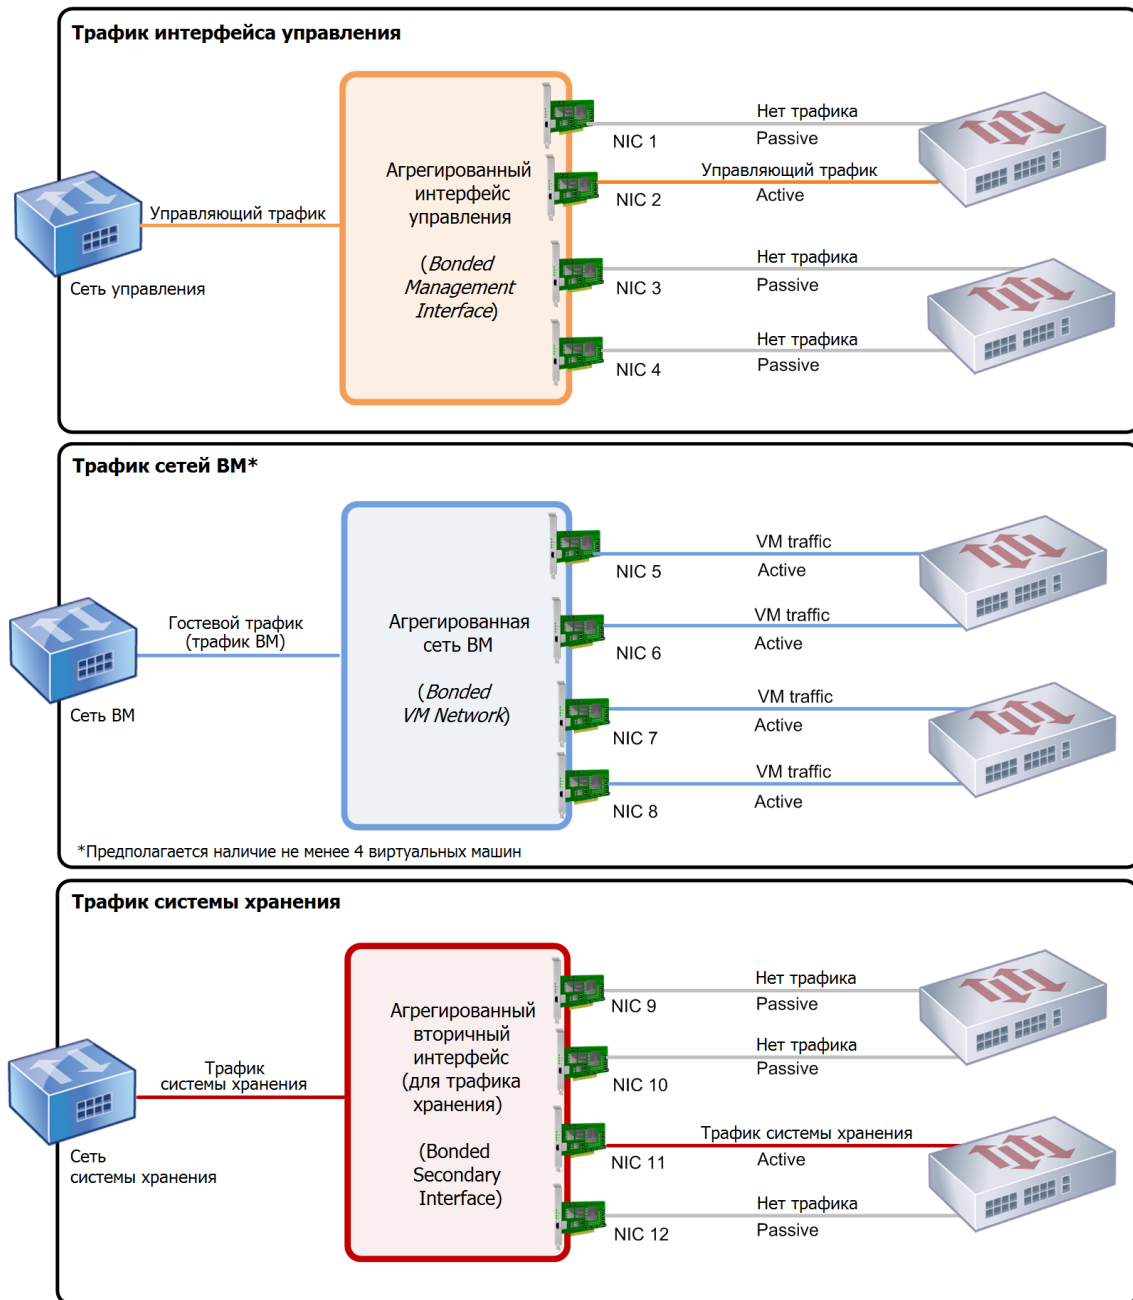 Трафик интерфейса управления
Агрегированный
интерфейс
управления
(Bonded
Management
Interface)
Управляющий трафик
Сеть управления
NIC 1
Нет трафика
Passive
NIC 2
Управляющий трафик
Active
NIC 3
Нет трафика
Passive
NIC 4
Нет трафика
Passive
Трафик сетей ВМ*
Гостевой трафик
(трафик ВМ)
Сеть ВМ
Агрегированная
сеть ВМ
(Bonded
VM Network)
NIC 5
VM traffic
Active
NIC 6
VM traffic
Active
NIC 7
VM traffic
Active
NIC 8
VM traffic
Active
*Предполагается наличие не менее 4 виртуальных машин
Трафик системы хранения
Трафик
системы хранения
Сеть
системы хранения
Агрегированный
вторичный
интерфейс
(для трафика
хранения)
(Bonded
Secondary
Interface)
NIC 9
Нет трафика
Passive
NIC 10
Нет трафика
Passive
NIC 11
Трафик системы хранения
Active
NIC 12
Нет трафика
Passive